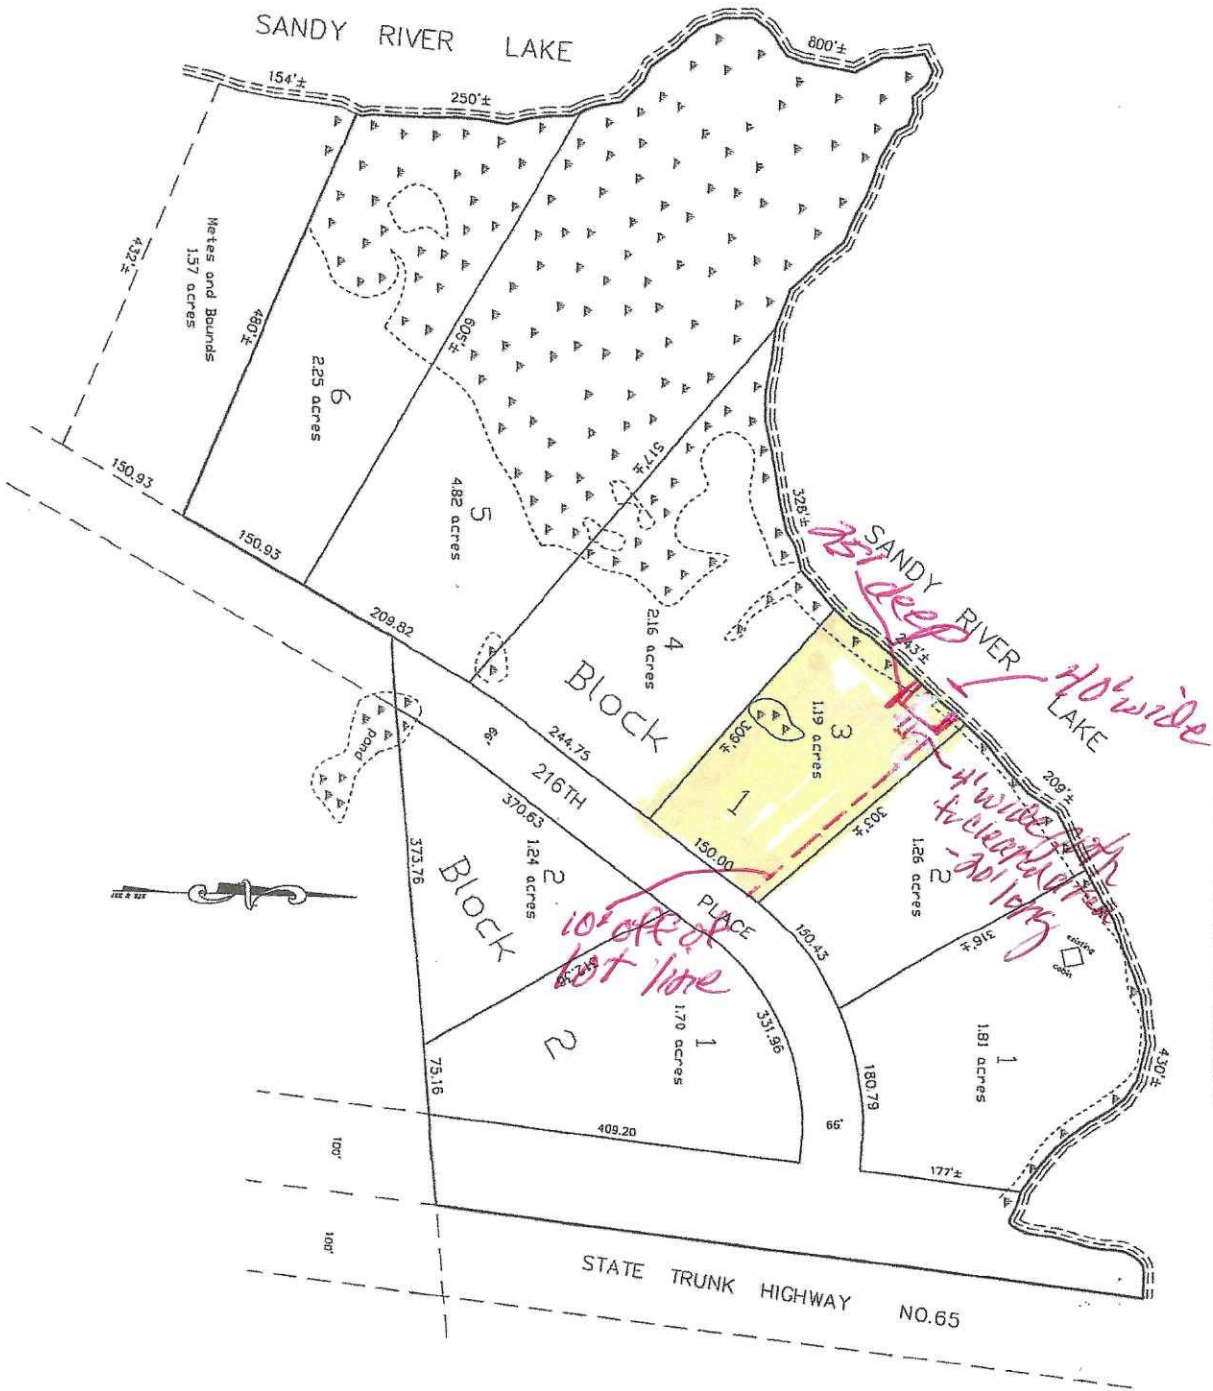 SANDY RIVER LAKE
800'±
154'±
250'±
432'±
Metes and Bounds
1.57 acres
480'±
6
2.25 acres
605'±
5
4.82 acres
517'±
328'±
150.93
150.93
209.82
SANDY RIVER LAKE
25' deep
243'±
40' wide
4
2.16 acres
Block
1
3
1.19 acres
309'±
303'±
209'±
4' wide path
- 20' long
2
1.26 acres
316'±
existing
cabin
pond
66'
244.75
216TH
PLACE
150.00
150.43
370.63
373.76
2
1.24 acres
Block
2
10' off of
lot line
1
1.70 acres
331.96
1
1.81 acres
430'±
180.79
75.16
409.20
66'
177'±
100'
100'
STATE TRUNK HIGHWAY NO.65